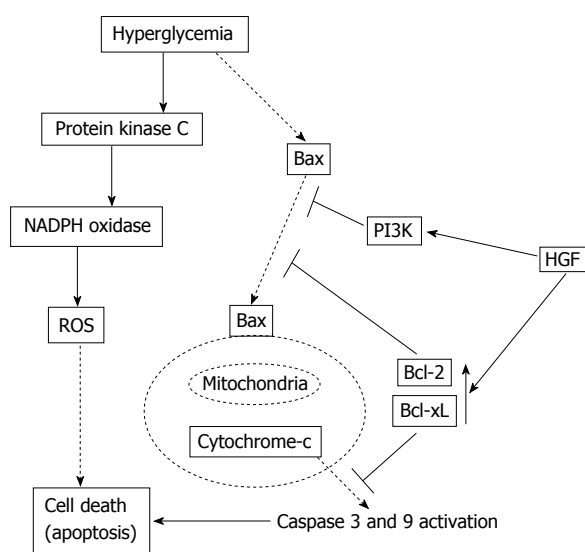 Hyperglycemia
Protein kinase C
Bax
NADPH oxidase
PI3K
HGF
ROS
Bax
Bcl-2
Mitochondria
Bcl-xL
Cytochrome-c
Cell death
(apoptosis)
Caspase 3 and 9 activation